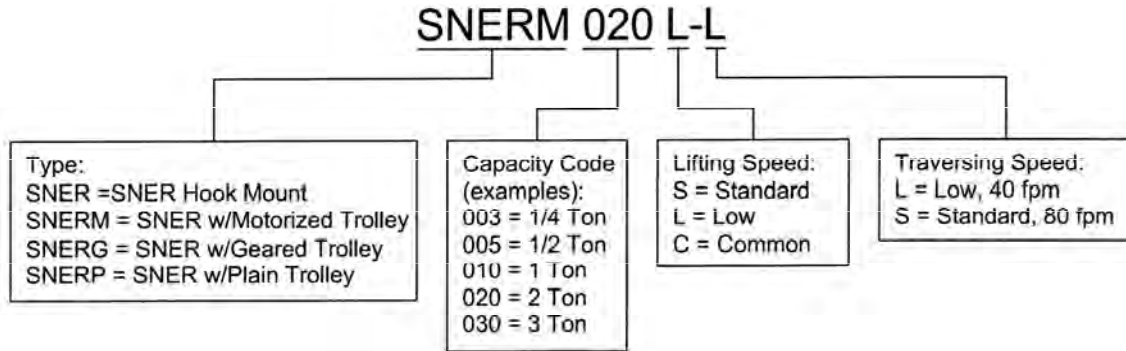 SNERM 020 L-L
Type:
SNER =SNER Hook Mount
SNERM = SNER w/Motorized Trolley
SNERG = SNER w/Geared Trolley
SNERP = SNER w/Plain Trolley
Capacity Code
(examples):
003 = 1/4 Ton
005 = 1/2 Ton
010 = 1 Ton
020 = 2 Ton
030 = 3 Ton
Lifting Speed:
S = Standard
L = Low
C = Common
Traversing Speed:
L = Low, 40 fpm
S = Standard, 80 fpm